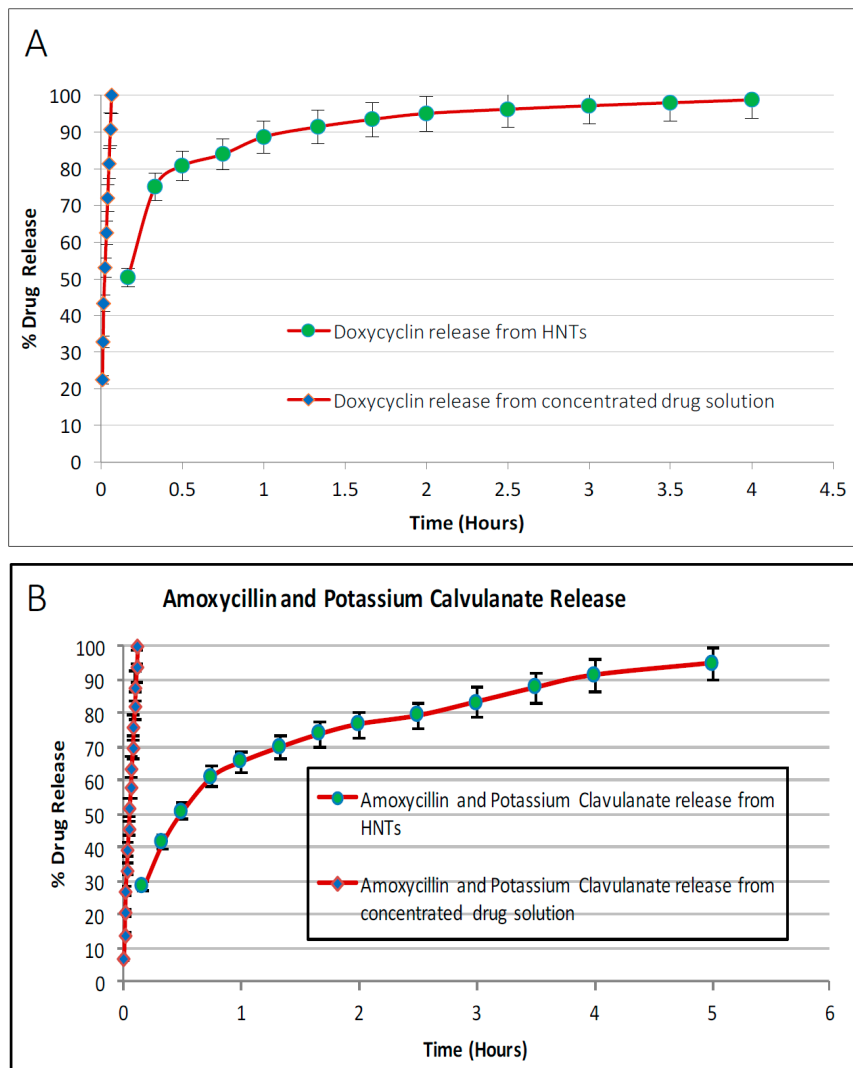 A
100
90
80
70
60
50
40
30
20
10
0
% Drug Release
Doxycyclin release from HNTs
Doxycyclin release from concentrated drug solution
0 0.5 1 1.5 2 2.5 3 3.5 4 4.5
Time (Hours)
B
Amoxycillin and Potassium Calvulanate Release
100
90
80
70
60
50
40
30
20
10
0
% Drug Release
Amoxycillin and Potassium Clavulanate release from
HNTs
Amoxycillin and Potassium Clavulanate release from
concentrated drug solution
0 1 2 3 4 5 6
Time (Hours)